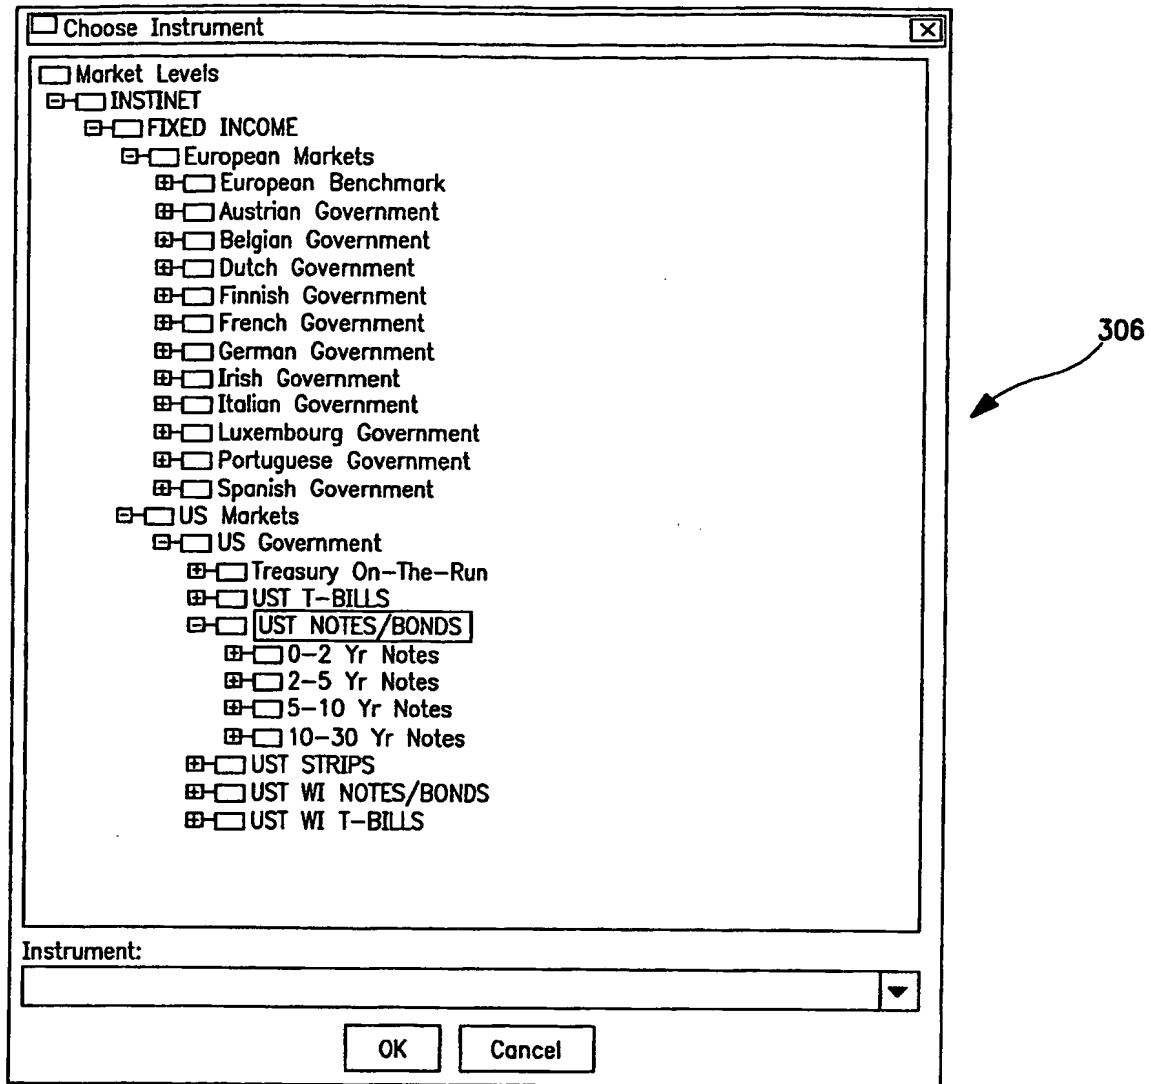 Choose Instrument
Market Levels
INSTINET
FIXED INCOME
European Markets
European Benchmark
Austrian Government
Belgian Government
Dutch Government
Finnish Government
French Government
German Government
Irish Government
Italian Government
Luxembourg Government
Portuguese Government
Spanish Government
US Markets
US Government
Treasury On-The-Run
UST T-BILLS
UST NOTES/BONDS
0-2 Yr Notes
2-5 Yr Notes
5-10 Yr Notes
10-30 Yr Notes
UST STRIPS
UST WI NOTES/BONDS
UST WI T-BILLS
Instrument:
OK Cancel
306